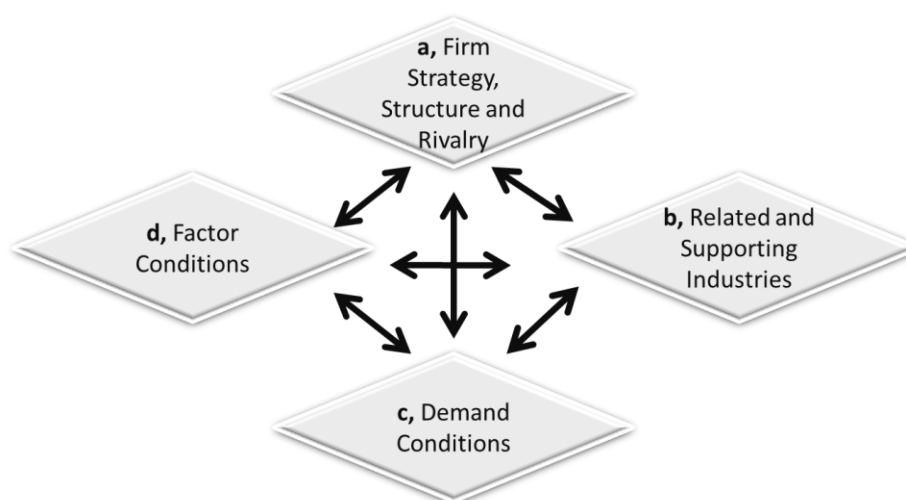 a, Firm
Strategy,
Structure and
Rivalry
d, Factor
Conditions
b, Related and
Supporting
Industries
c, Demand
Conditions